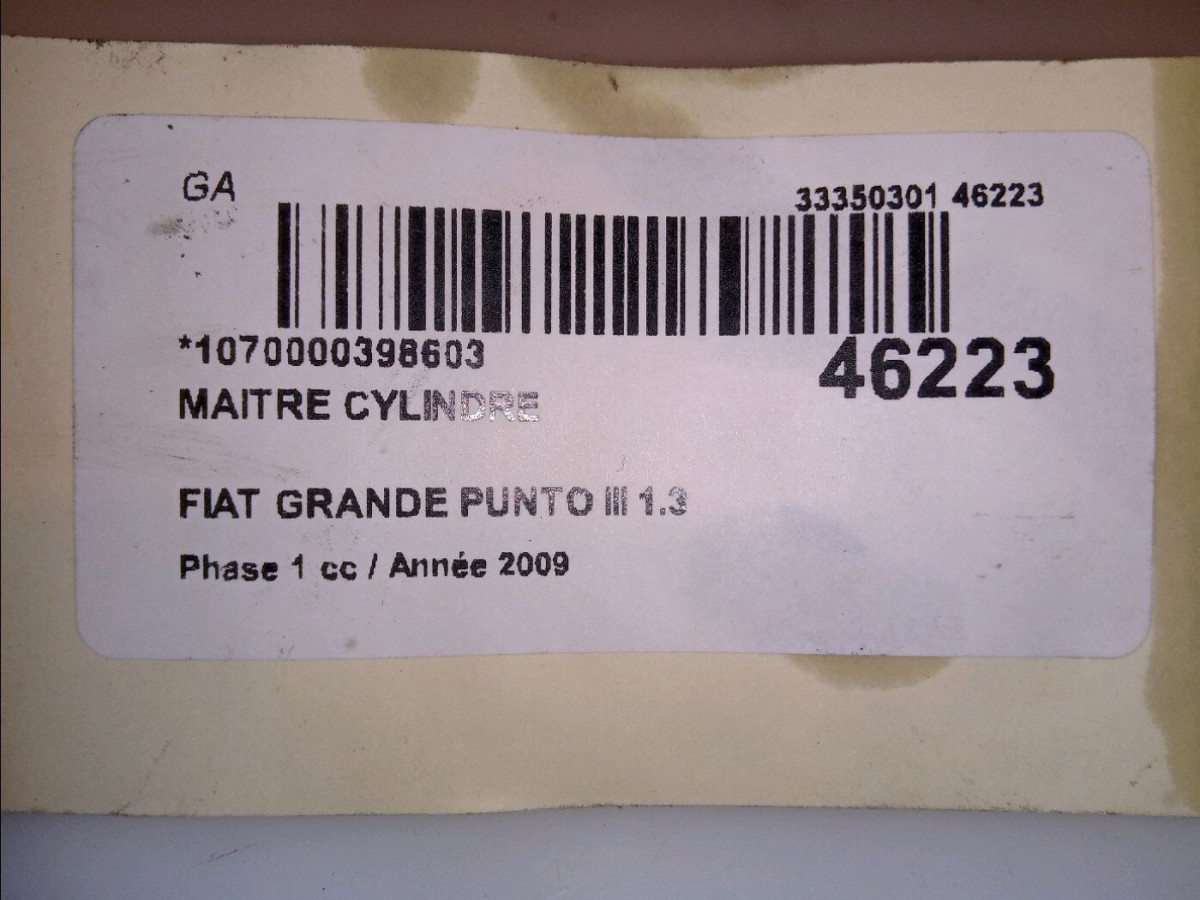 GA
33350301 46223
*1070000398603
46223
MAITRE CYLINDRE
FIAT GRANDE PUNTO III 1.3
Phase 1 cc / Année 2009